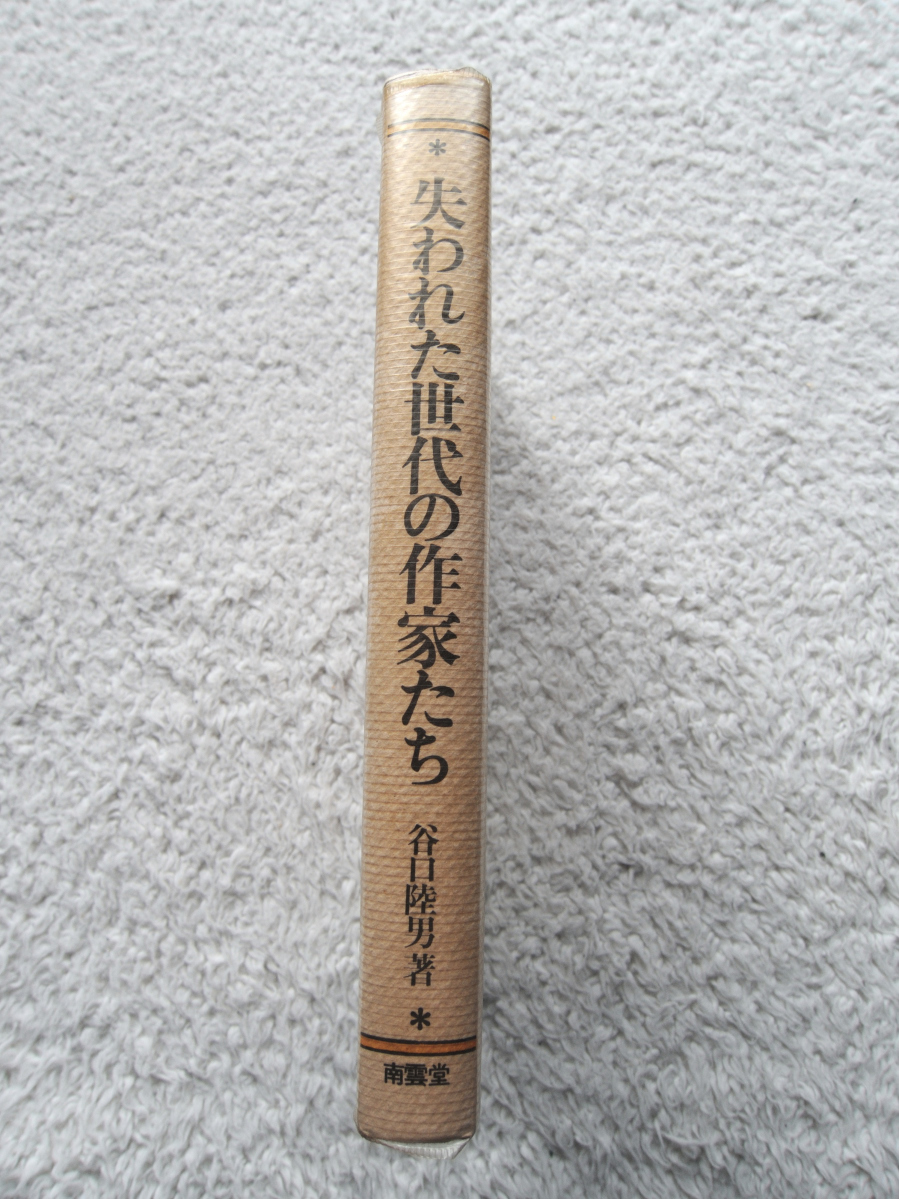 ＊
失われた世代の作家たち
谷口陸男著
＊
南雲堂